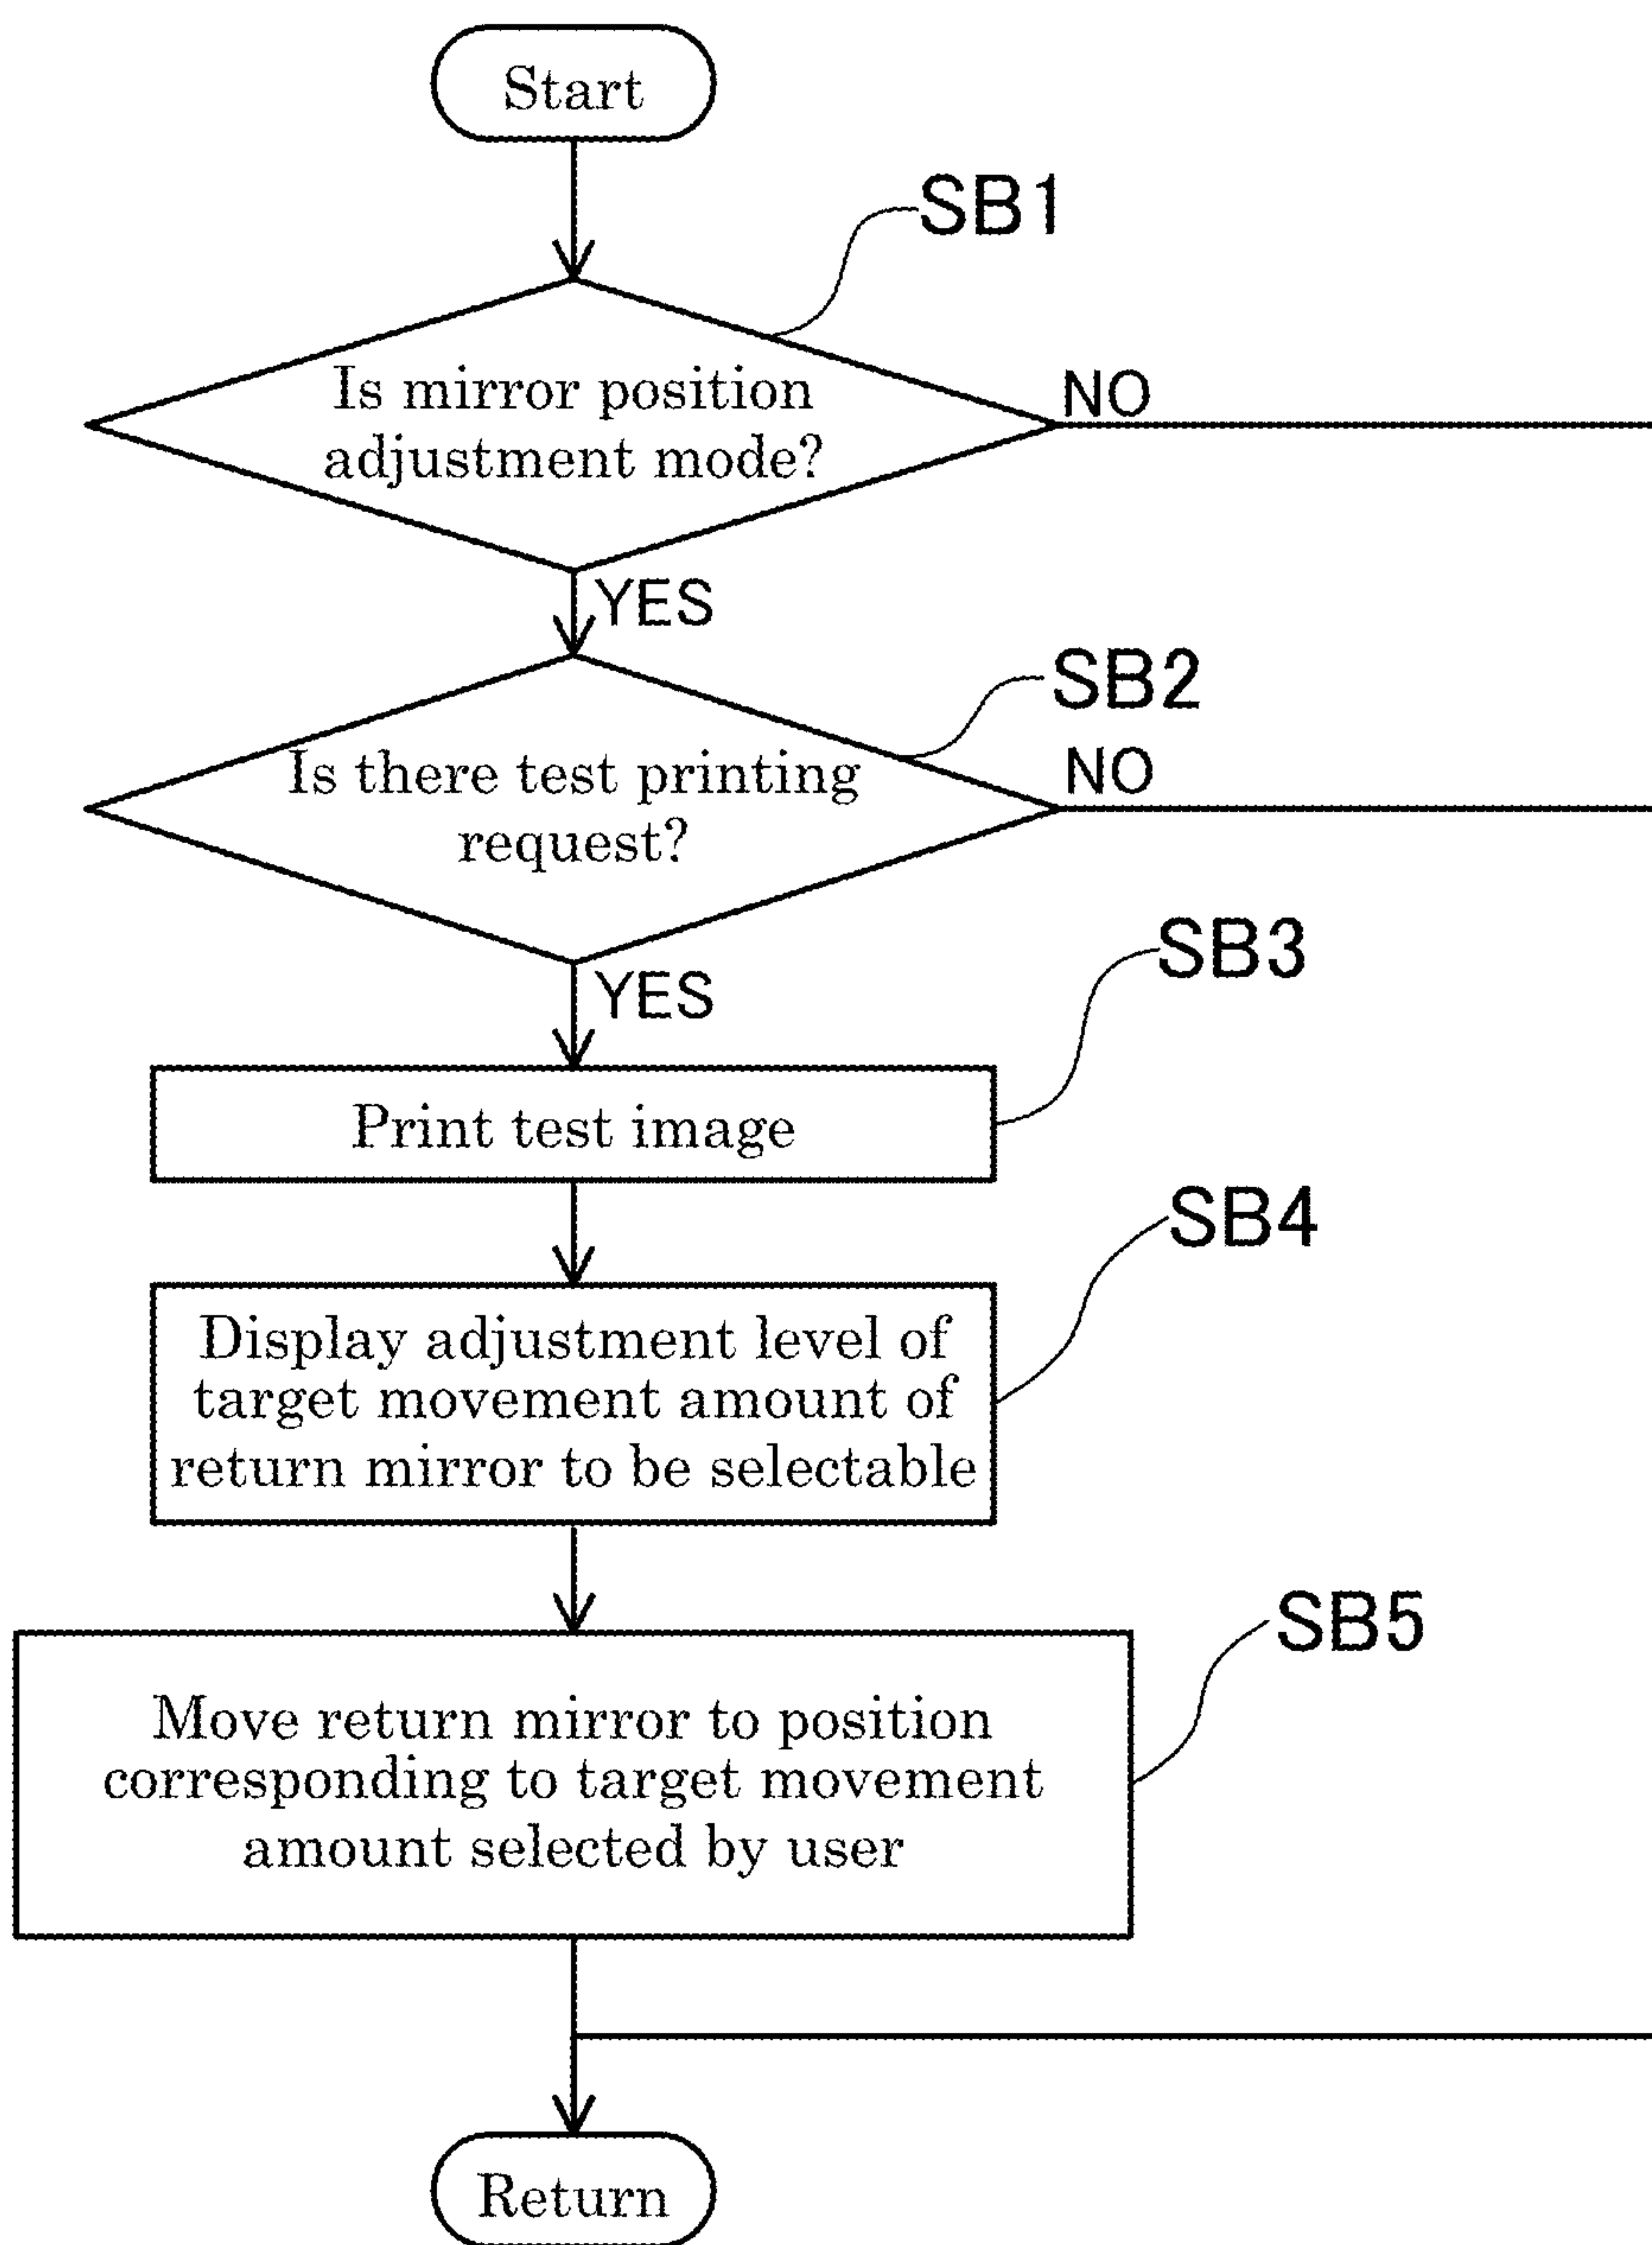 Start
SB1
Is mirror position
adjustment mode?
NO
YES
SB2
Is there test printing
request?
NO
YES
SB3
Print test image
SB4
Display adjustment level of
target movement amount of
return mirror to be selectable
SB5
Move return mirror to position
corresponding to target movement
amount selected by user
Return